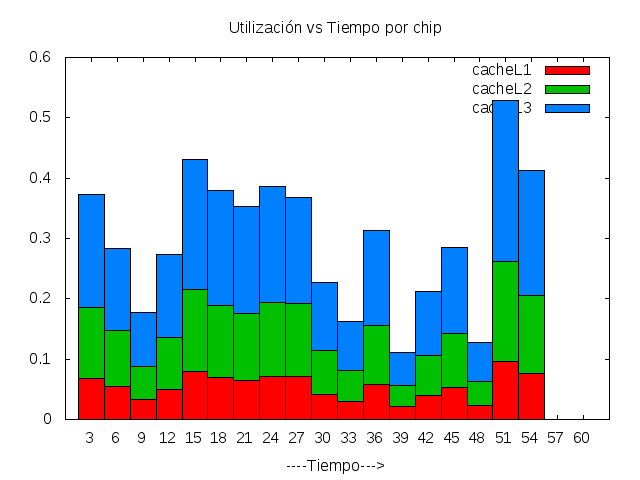 Utilización vs Tiempo por chip
0.6
0.5
0.4
0.3
0.2
0.1
0
cacheL1
cacheL2
cacheL3
3 6 9 12 15 18 21 24 27 30 33 36 39 42 45 48 51 54 57 60
----Tiempo--->